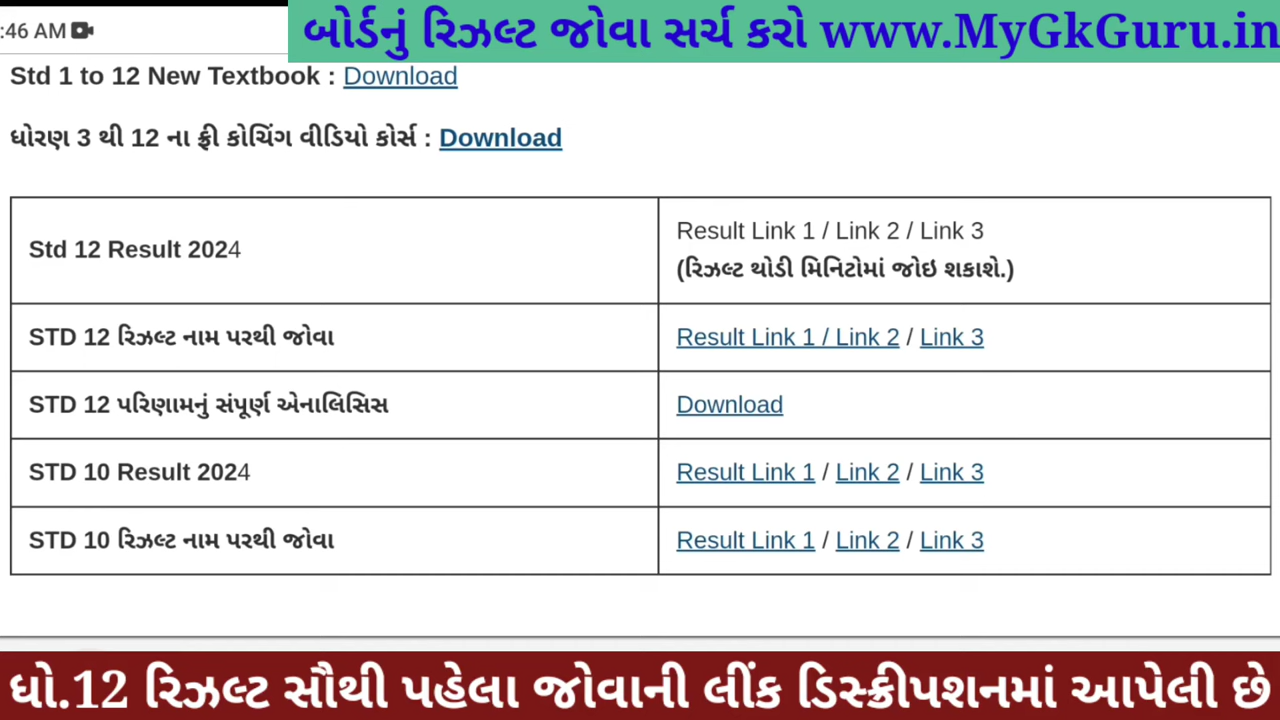 :46 AM
બોર્ડનું રિઝલ્ટ જોવા સર્ચ કરો www.MyGkGuru.in
Std 1 to 12 New Textbook : Download
ધોરણ 3 થી 12 ના ફ્રી કોચિંગ વીડિયો કોર્સ : Download
Std 12 Result 2024
Result Link 1 / Link 2 / Link 3
(રિઝલ્ટ થોડી મિનિટોમાં જોઇ શકાશે.)
STD 12 રિઝલ્ટ નામ પરથી જોવા
Result Link 1 / Link 2 / Link 3
STD 12 પરિણામનું સંપૂર્ણ એનાલિસિસ
Download
STD 10 Result 2024
Result Link 1 / Link 2 / Link 3
STD 10 રિઝલ્ટ નામ પરથી જોવા
Result Link 1 / Link 2 / Link 3
ધો.12 રિઝલ્ટ સૌથી પહેલા જોવાની લીંક ડિસ્ક્રીપશનમાં આપેલી છે